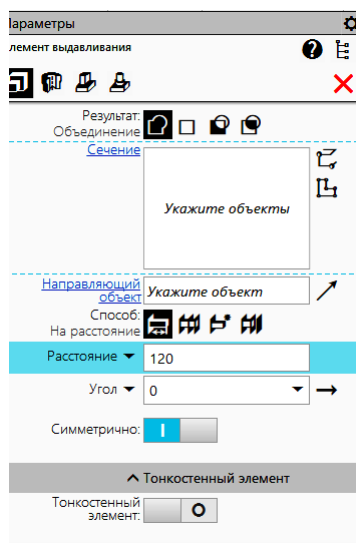 Параметры
лемент выдавливания
Результат:
Объединение
Сечение
Укажите объекты
Направляющий
объект
Укажите объект
Способ:
На расстояние
Расстояние
120
Угол
0
Симметрично:
Тонкостенный элемент
Тонкостенный
элемент: